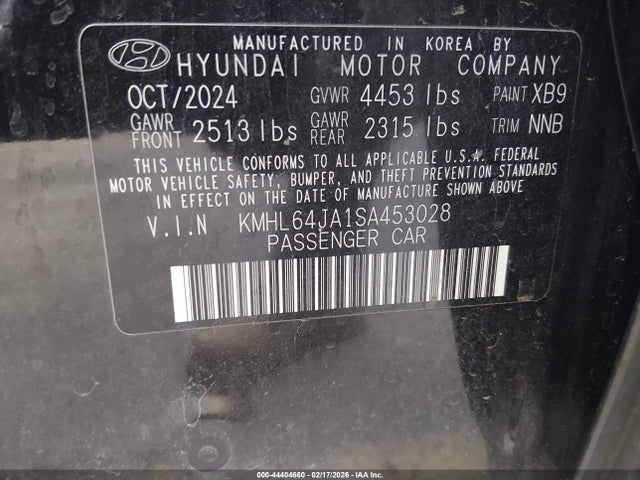 MANUFACTURED IN KOREA BY
HYUNDAI MOTOR COMPANY
OCT/2024 GVWR 4453 lbs PAINT XB9
GAWR FRONT 2513 lbs GAWR REAR 2315 lbs TRIM NNB
THIS VEHICLE CONFORMS TO ALL APPLICABLE U.S.A. FEDERAL
MOTOR VEHICLE SAFETY, BUMPER, AND THEFT PREVENTION STANDARDS
IN EFFECT ON THE DATE OF MANUFACTURE SHOWN ABOVE
V.I.N KMHL64JA1SA453028
PASSENGER CAR
000-44404660 | 02/17/2026 - IAA Corp.